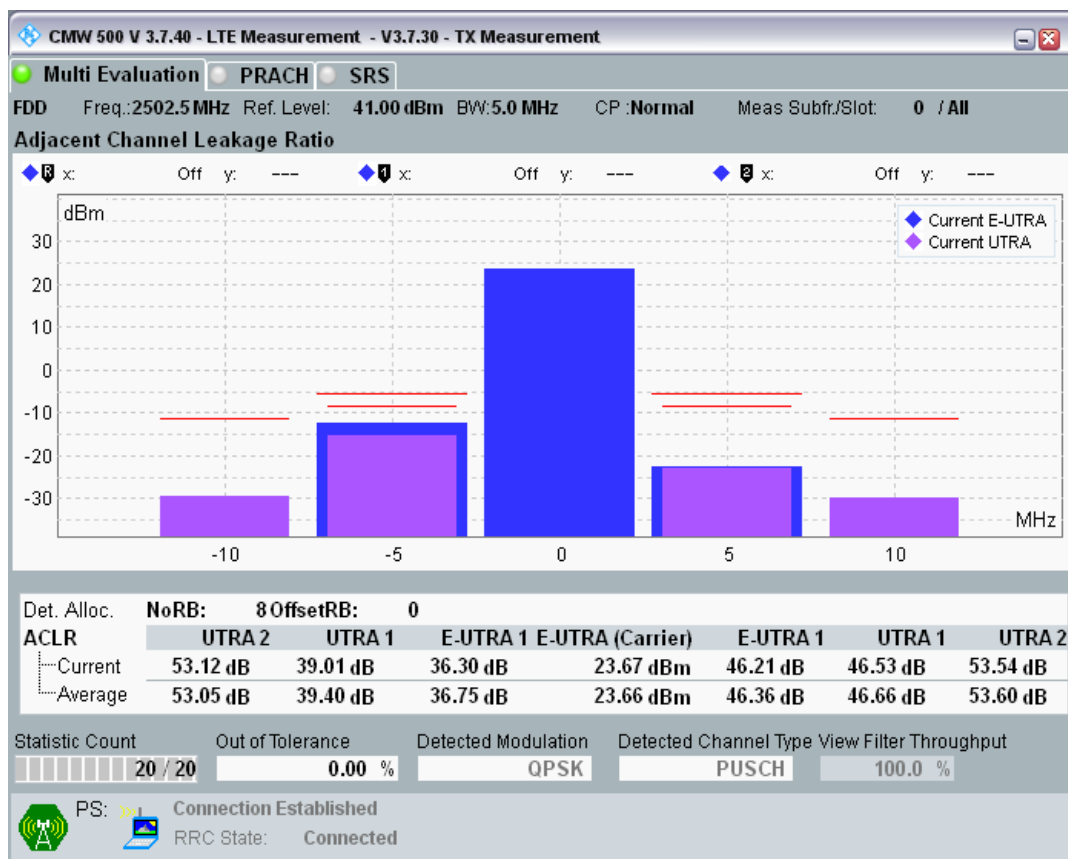 CMW 500 V 3.7.40 - LTE Measurement - V3.7.30 - TX Measurement
Multi Evaluation PRACH SRS
FDD Freq.:2502.5 MHz Ref. Level: 41.00 dBm BW:5.0 MHz CP :Normal Meas Subfr./Slot: 0 / All
Adjacent Channel Leakage Ratio
R x: Off y: --- 1 x: Off y: --- 2 x: Off y: ---
dBm
Current E-UTRA
Current UTRA
30
20
10
0
-10
-20
-30
MHz
-10 -5 0 5 10
Det. Alloc. NoRB: 8 OffsetRB: 0
ACLR UTRA 2 UTRA 1 E-UTRA 1 E-UTRA (Carrier) E-UTRA 1 UTRA 1 UTRA 2
Current 53.12 dB 39.01 dB 36.30 dB 23.67 dBm 46.21 dB 46.53 dB 53.54 dB
Average 53.05 dB 39.40 dB 36.75 dB 23.66 dBm 46.36 dB 46.66 dB 53.60 dB
Statistic Count Out of Tolerance Detected Modulation Detected Channel Type View Filter Throughput
20 / 20 0.00 % QPSK PUSCH 100.0 %
PS: Connection Established
RRC State: Connected